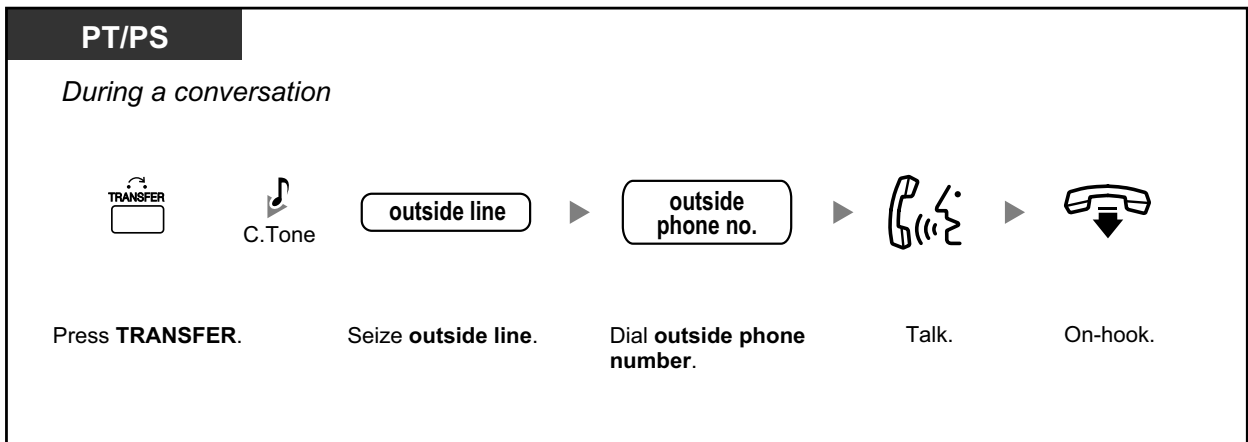 PT/PS
During a conversation
TRANSFER
C.Tone
outside line
outside
phone no.
Press TRANSFER.
Seize outside line.
Dial outside phone
number.
Talk.
On-hook.